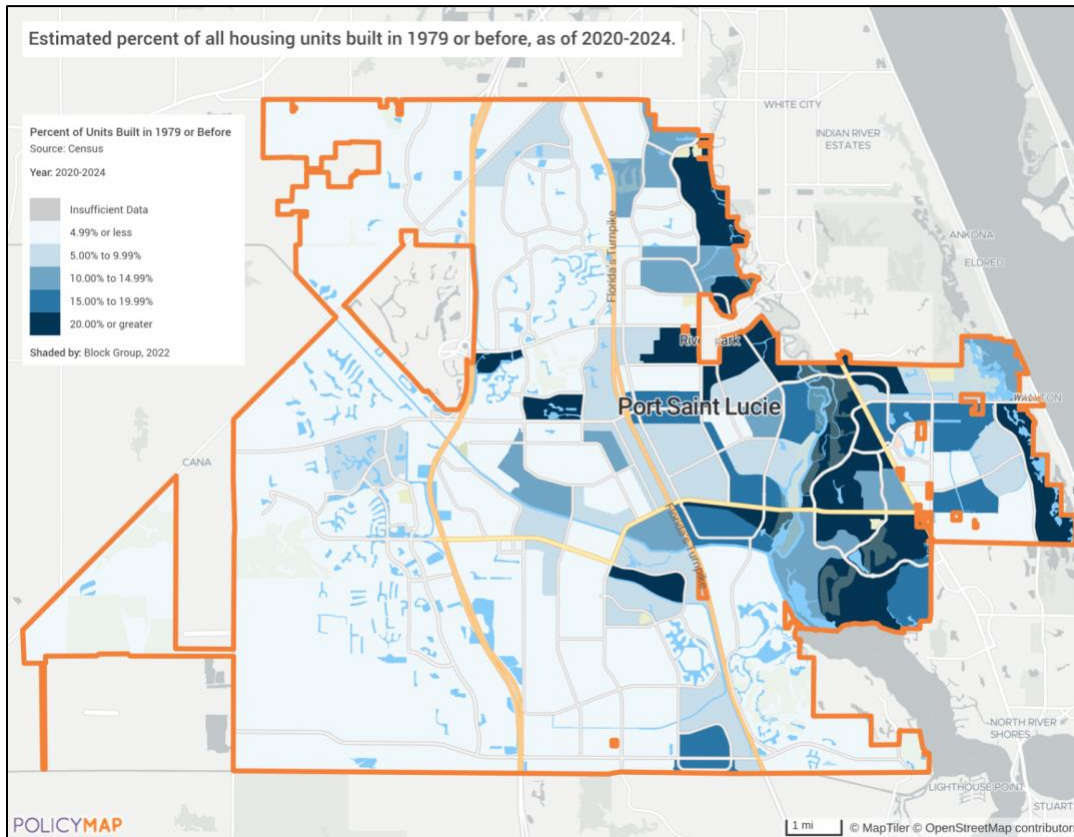 Estimated percent of all housing units built in 1979 or before, as of 2020-2024.
Percent of Units Built in 1979 or Before
Source: Census
Year: 2020-2024
Insufficient Data
4.99% or less
5.00% to 9.99%
10.00% to 14.99%
15.00% to 19.99%
20.00% or greater
Shaded by: Block Group, 2022
WHITE CITY
INDIAN RIVER
ESTATES
ANKONA
ELDRED
Florida's Turnpike
Port Saint Lucie
CANA
Florida's Turnpike
NORTH RIVER
SHORES
LIGHTHOUSE POINT
STUART
POLICYMAP
1 mi
© MapTiler © OpenStreetMap contributors